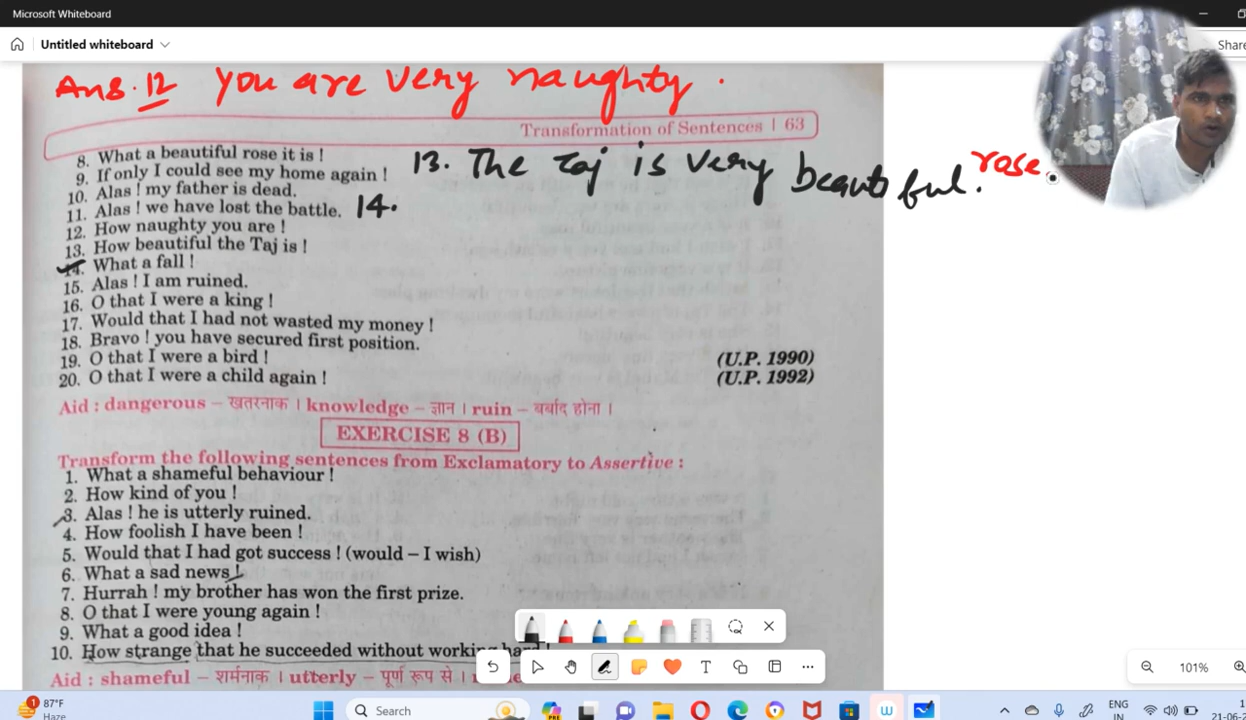 Microsoft Whiteboard
Untitled whiteboard
Share
Ans. 12 You are very naughty.
Transformation of Sentences | 63
8. What a beautiful rose it is !
9. If only I could see my home again !
10. Alas ! my father is dead.
11. Alas ! we have lost the battle.
12. How naughty you are !
13. How beautiful the Taj is !
14. What a fall !
15. Alas ! I am ruined.
16. O that I were a king !
17. Would that I had not wasted my money !
18. Bravo ! you have secured first position.
19. O that I were a bird !
(U.P. 1990)
20. O that I were a child again !
(U.P. 1992)
13. The Taj is very beautiful.
rose
14.
Aid : dangerous – खतरनाक । knowledge – ज्ञान । ruin – बर्बाद होना ।
EXERCISE 8 (B)
Transform the following sentences from Exclamatory to Assertive :
1. What a shameful behaviour !
2. How kind of you !
3. Alas ! he is utterly ruined.
4. How foolish I have been !
5. Would that I had got success ! (would – I wish)
6. What a sad news !
7. Hurrah ! my brother has won the first prize.
8. O that I were young again !
9. What a good idea !
10. How strange that he succeeded without working hard !
Aid : shameful – शर्मनाक । utterly – पूर्ण रूप से ।
101%
1 87°F
Haze
Search
ENG
IN
21-06-2